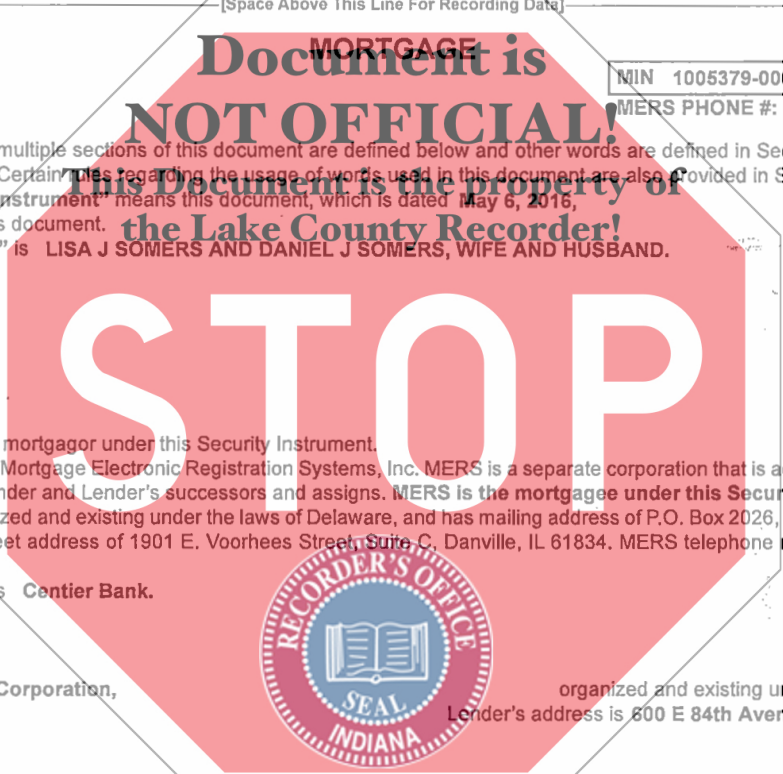 [Space Above This Line For Recording Data]
MORTGAGE
Document is
MIN 1005379-00
NOT OFFICIAL!
MERS PHONE #:
multiple sections of this document are defined below and other words are defined in Se
Certain rules regarding the usage of words used in this document are also provided in S
This Document is the property of
nstrument" means this document, which is dated May 6, 2016,
s document.
the Lake County Recorder!
" is LISA J SOMERS AND DANIEL J SOMERS, WIFE AND HUSBAND.
STOP
mortgagor under this Security Instrument.
Mortgage Electronic Registration Systems, Inc. MERS is a separate corporation that is a
nder and Lender's successors and assigns. MERS is the mortgagee under this Secur
zed and existing under the laws of Delaware, and has mailing address of P.O. Box 2026,
eet address of 1901 E. Voorhees Street, Suite C, Danville, IL 61834. MERS telephone
s Centier Bank.
RECORDER'S OFFICE
SEAL
INDIANA
Corporation,
organized and existing u
Lender's address is 600 E 84th Aven